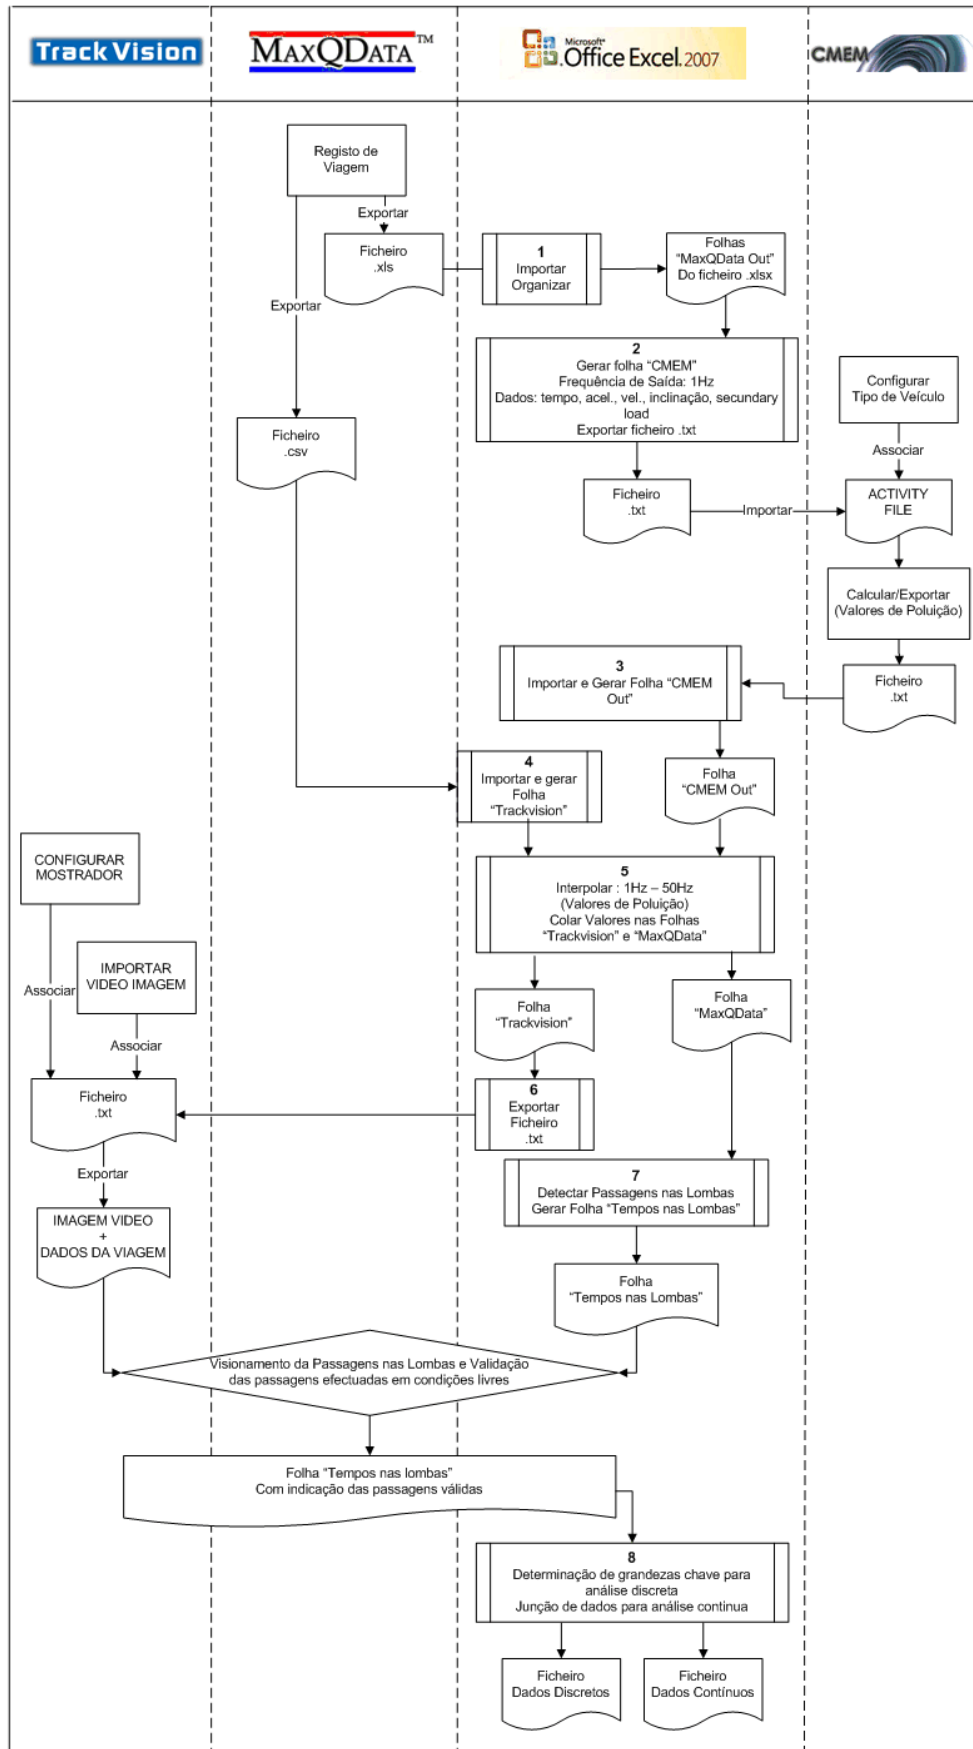 Track Vision
MAXQDATA™
Microsoft®
Office Excel 2007
CMEM
Registo de
Viagem
Exportar
Ficheiro
.xls
1
Importar
Organizar
Folhas
“MaxQData Out”
Do ficheiro .xlsx
Exportar
2
Gerar folha “CMEM”
Frequência de Saída: 1Hz
Dados: tempo, acel., vel., inclinação, secundary
load
Exportar ficheiro .txt
Configurar
Tipo de Veículo
Associar
Ficheiro
.csv
Ficheiro
.txt
Importar
ACTIVITY
FILE
Calcular/Exportar
(Valores de Poluição)
3
Importar e Gerar Folha “CMEM
Out”
Ficheiro
.txt
4
Importar e gerar
Folha
“Trackvision”
Folha
“CMEM Out”
CONFIGURAR
MOSTRADOR
5
Interpolar : 1Hz – 50Hz
(Valores de Poluição)
Colar Valores nas Folhas
“Trackvision” e “MaxQData”
IMPORTAR
VIDEO IMAGEM
Associar
Associar
Folha
“Trackvision”
Folha
“MaxQData”
Ficheiro
.txt
6
Exportar
Ficheiro
.txt
Exportar
7
Detectar Passagens nas Lombas
Gerar Folha “Tempos nas Lombas”
IMAGEM VIDEO
+
DADOS DA VIAGEM
Folha
“Tempos nas Lombas”
Visionamento da Passagens nas Lombas e Validação
das passagens efectuadas em condições livres
Folha “Tempos nas lombas”
Com indicação das passagens válidas
8
Determinação de grandezas chave para
análise discreta
Junção de dados para análise continua
Ficheiro
Dados Discretos
Ficheiro
Dados Contínuos